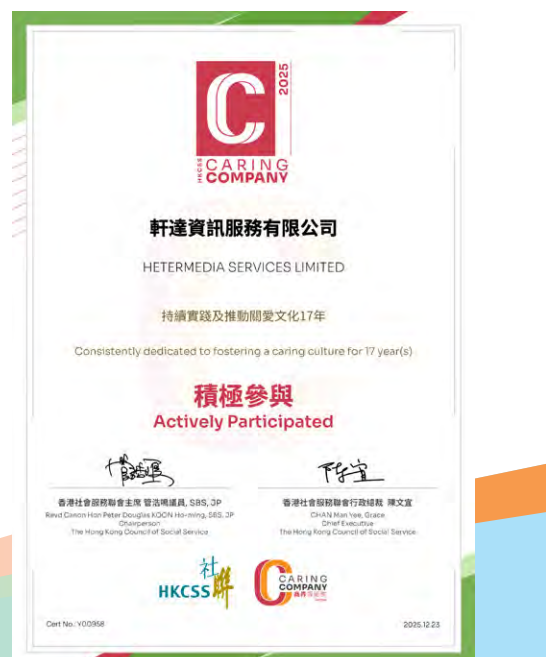 2025
HKCSS
CARING
COMPANY
軒達資訊服務有限公司
HETERMEDIA SERVICES LIMITED
持續實踐及推動關愛文化17年
Consistently dedicated to fostering a caring culture for 17 year(s)
積極參與
Actively Participated
香港社會服務聯會主席 管浩鳴議員, SBS, JP
Revd Canon Hon Peter Douglas KOON Ho-ming, SBS, JP
Chairperson
The Hong Kong Council of Social Service
香港社會服務聯會行政總裁 陳文宜
CHAN Man Yee, Grace
Chief Executive
The Hong Kong Council of Social Service
HKCSS 社聯
CARING
COMPANY
Cert No.: Y00958
2025.12.23